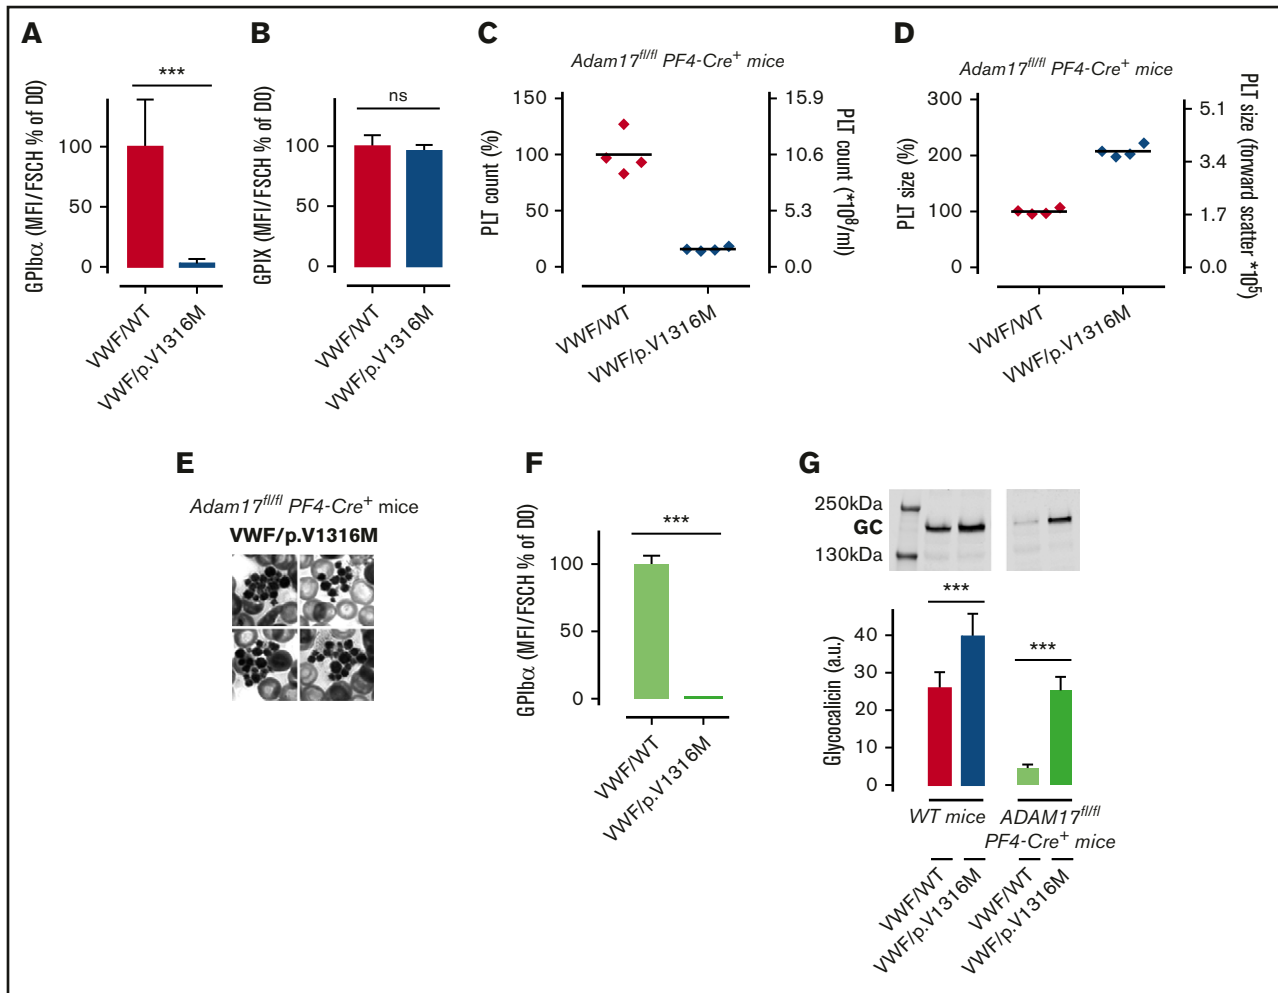 A
GPIbα (MFI/FSCH % of D0)
***
100
50
0
VWF/WT
VWF/p.V1316M
B
GPIX (MFI/FSCH % of D0)
ns
100
50
0
VWF/WT
VWF/p.V1316M
C
Adam17fl/fl PF4-Cre+ mice
PLT count (%)
150
100
50
0
15.9
10.6
5.3
0.0
PLT count (*10⁸/ml)
VWF/WT
VWF/p.V1316M
D
Adam17fl/fl PF4-Cre+ mice
PLT size (%)
300
200
100
0
5.1
3.4
1.7
0.0
PLT size (forward
scatter *10⁵)
VWF/WT
VWF/p.V1316M
E
Adam17fl/fl PF4-Cre+ mice
VWF/p.V1316M
F
GPIbα (MFI/FSCH % of D0)
***
100
50
0
VWF/WT
VWF/p.V1316M
G
250kDa
GC
130kDa
Glycocalicin (a.u.)
***
***
40
30
20
10
0
WT mice
ADAM17fl/fl
PF4-Cre+ mice
VWF/WT
VWF/p.V1316M
VWF/WT
VWF/p.V1316M